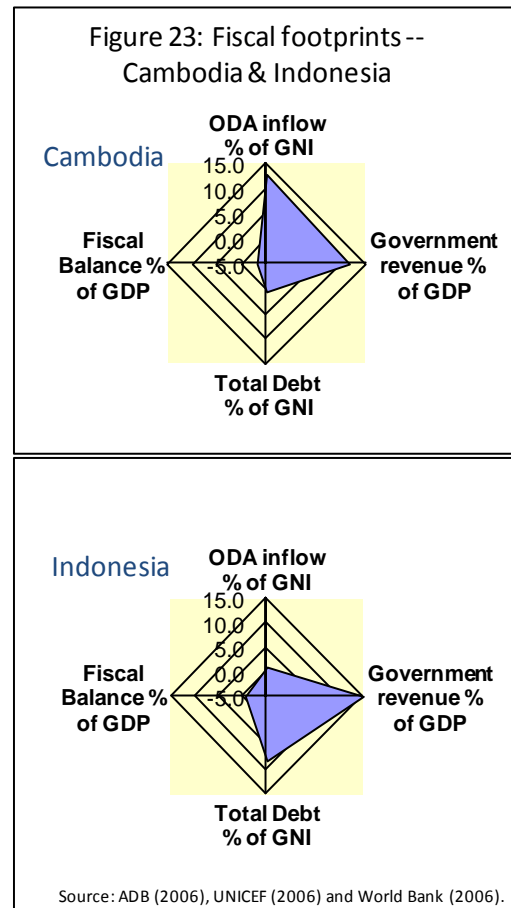 Figure 23: Fiscal footprints --
Cambodia & Indonesia
ODA inflow
% of GNI
Cambodia
15.0
10.0
5.0
0.0
-5.0
Fiscal
Balance %
of GDP
Government
revenue %
of GDP
Total Debt
% of GNI
ODA inflow
% of GNI
Indonesia
15.0
10.0
5.0
0.0
-5.0
Fiscal
Balance %
of GDP
Government
revenue %
of GDP
Total Debt
% of GNI
Source: ADB (2006), UNICEF (2006) and World Bank (2006).